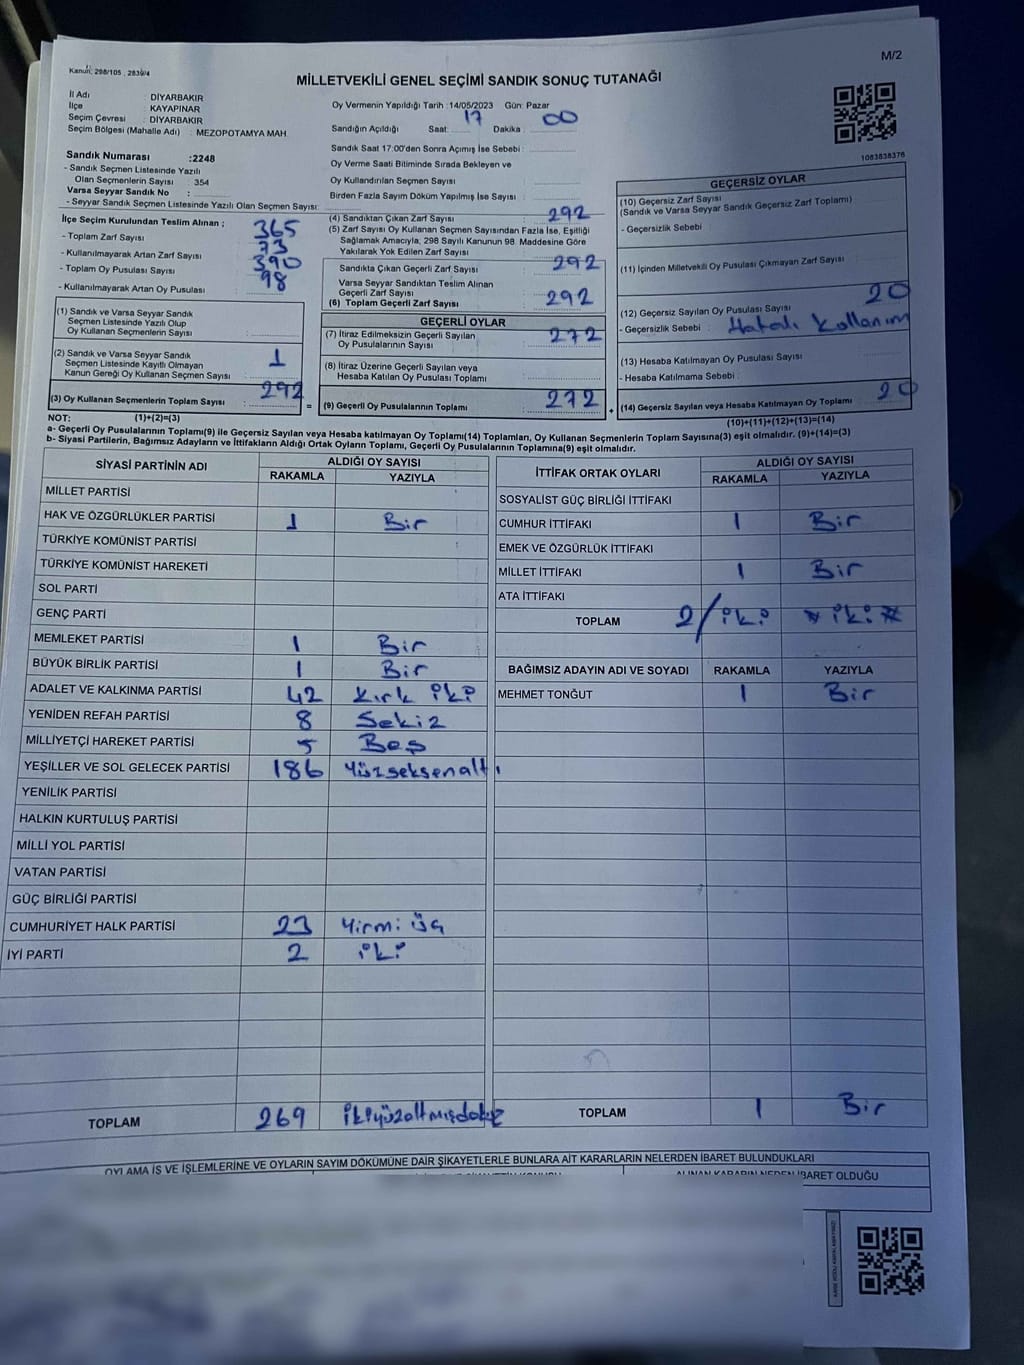 M/2
Kanun: 298/105 , 2839/4
MİLLETVEKİLİ GENEL SEÇİMİ SANDIK SONUÇ TUTANAĞI
İl Adı : DİYARBAKIR
İlçe : KAYAPINAR
Seçim Çevresi : DİYARBAKIR
Seçim Bölgesi (Mahalle Adı) : MEZOPOTAMYA MAH.
Oy Vermenin Yapıldığı Tarih :14/05/2023 Gün: Pazar
Sandığın Açıldığı Saat: 17 Dakika : 00
Sandık Saat 17:00'den Sonra Açımış İse Sebebi :
Oy Verme Saati Bitiminde Sırada Bekleyen ve
Oy Kullandırılan Seçmen Sayısı
Birden Fazla Sayım Döküm Yapılmış İse Sayısı :
1083838376
Sandık Numarası :2248
- Sandık Seçmen Listesinde Yazılı
Olan Seçmenlerin Sayısı : 354
Varsa Seyyar Sandık No :
- Seyyar Sandık Seçmen Listesinde Yazılı Olan Seçmen Sayısı:
İlçe Seçim Kurulundan Teslim Alınan ;
- Toplam Zarf Sayısı 365
- Kullanılmayarak Artan Zarf Sayısı 73
- Toplam Oy Pusulası Sayısı 390
- Kullanılmayarak Artan Oy Pusulası 98
(1) Sandık ve Varsa Seyyar Sandık
Seçmen Listesinde Yazılı Olup
Oy Kullanan Seçmenlerin Sayısı
(2) Sandık ve Varsa Seyyar Sandık
Seçmen Listesinde Kayıtlı Olmayan
Kanun Gereği Oy Kullanan Seçmen Sayısı 1
(3) Oy Kullanan Seçmenlerin Toplam Sayısı : 292
(4) Sandıktan Çıkan Zarf Sayısı : 292
(5) Zarf Sayısı Oy Kullanan Seçmen Sayısından Fazla İse, Eşitliği
Sağlamak Amacıyla, 298 Sayılı Kanunun 98. Maddesine Göre
Yakılarak Yok Edilen Zarf Sayısı
Sandıkta Çıkan Geçerli Zarf Sayısı : 292
Varsa Seyyar Sandıktan Teslim Alınan
Geçerli Zarf Sayısı
(6) Toplam Geçerli Zarf Sayısı : 292
GEÇERLİ OYLAR
(7) İtiraz Edilmeksizin Geçerli Sayılan
Oy Pusulalarının Sayısı : 272
(8) İtiraz Üzerine Geçerli Sayılan veya
Hesaba Katılan Oy Pusulası Toplamı
= (9) Geçerli Oy Pusulalarının Toplamı : 272
GEÇERSİZ OYLAR
(10) Geçersiz Zarf Sayısı
(Sandık ve Varsa Seyyar Sandık Geçersiz Zarf Toplamı)
- Geçersizlik Sebebi
(11) İçinden Milletvekili Oy Pusulası Çıkmayan Zarf Sayısı
(12) Geçersiz Sayılan Oy Pusulası Sayısı : 20
- Geçersizlik Sebebi : Hatalı Kollanım
(13) Hesaba Katılmayan Oy Pusulası Sayısı
- Hesaba Katılmama Sebebi
+ (14) Geçersiz Sayılan veya Hesaba Katılmayan Oy Toplamı : 20
NOT: (1)+(2)=(3)
(10)+(11)+(12)+(13)=(14)
a- Geçerli Oy Pusulalarının Toplamı(9) ile Geçersiz Sayılan veya Hesaba katılmayan Oy Toplamı(14) Toplamları, Oy Kullanan Seçmenlerin Toplam Sayısına(3) eşit olmalıdır. (9)+(14)=(3)
b- Siyasi Partilerin, Bağımsız Adayların ve İttifakların Aldığı Ortak Oyların Toplamı, Geçerli Oy Pusulalarının Toplamına(9) eşit olmalıdır.
SİYASİ PARTİNİN ADI ALDIĞI OY SAYISI
RAKAMLA YAZIYLA
MİLLET PARTİSİ
HAK VE ÖZGÜRLÜKLER PARTİSİ 1 Bir
TÜRKİYE KOMÜNİST PARTİSİ
TÜRKİYE KOMÜNİST HAREKETİ
SOL PARTİ
GENÇ PARTİ
MEMLEKET PARTİSİ 1 Bir
BÜYÜK BİRLİK PARTİSİ 1 Bir
ADALET VE KALKINMA PARTİSİ 42 Kırk iki
YENİDEN REFAH PARTİSİ 8 Sekiz
MİLLİYETÇİ HAREKET PARTİSİ 5 Beş
YEŞİLLER VE SOL GELECEK PARTİSİ 186 Yüzseksenaltı
YENİLİK PARTİSİ
HALKIN KURTULUŞ PARTİSİ
MİLLİ YOL PARTİSİ
VATAN PARTİSİ
GÜÇ BİRLİĞİ PARTİSİ
CUMHURİYET HALK PARTİSİ 23 Yirmi üç
İYİ PARTİ 2 iki
TOPLAM 269 ikiyüzaltmışdokuz
İTTİFAK ORTAK OYLARI ALDIĞI OY SAYISI
RAKAMLA YAZIYLA
SOSYALİST GÜÇ BİRLİĞİ İTTİFAKI
CUMHUR İTTİFAKI 1 Bir
EMEK VE ÖZGÜRLÜK İTTİFAKI
MİLLET İTTİFAKI 1 Bir
ATA İTTİFAKI
TOPLAM 2/iki * iki *
BAĞIMSIZ ADAYIN ADI VE SOYADI RAKAMLA YAZIYLA
MEHMET TONĞUT 1 Bir
TOPLAM 1 Bir
OYLAMA İŞ VE İŞLEMLERİNE VE OYLARIN SAYIM DÖKÜMÜNE DAİR ŞİKAYETLERLE BUNLARA AİT KARARLARIN NELERDEN İBARET BULUNDUKLARI
ALINAN KARARIN NEDEN İBARET OLDUĞU